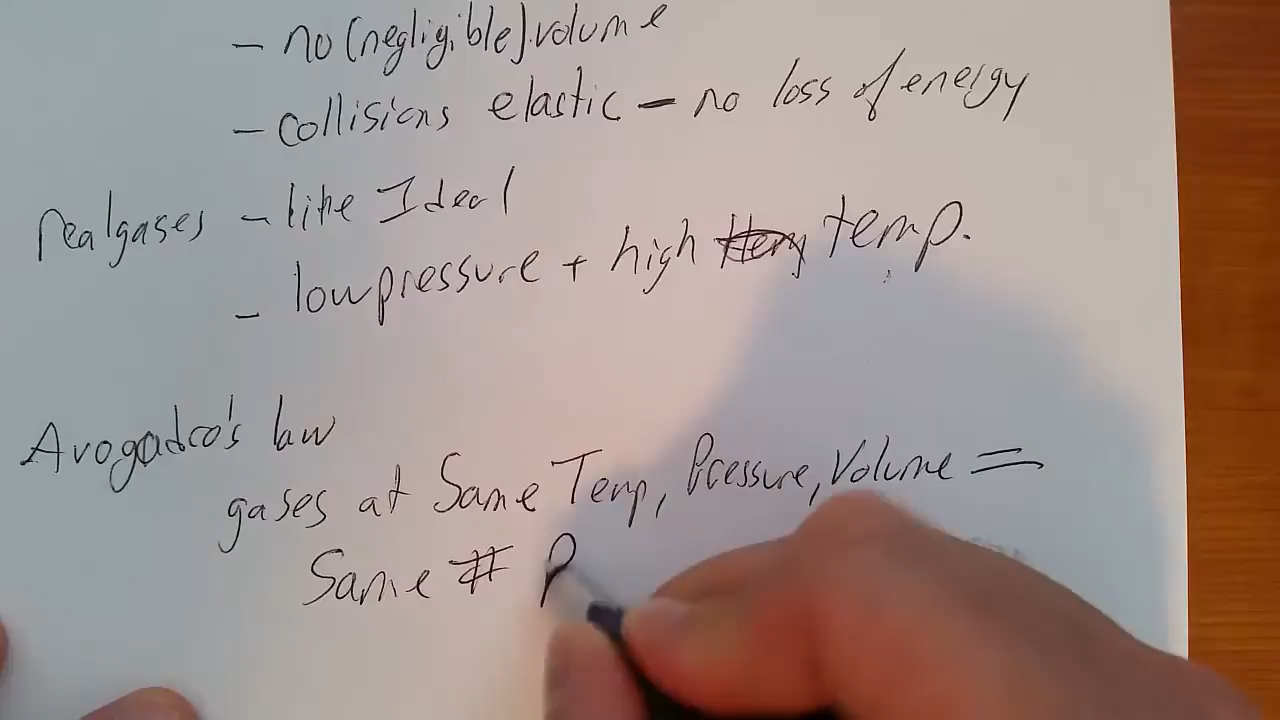 - no (negligible) volume
- collisions elastic - no loss of energy
real gases - like Ideal
- low pressure + high temp.
Avogadro's law
gases at Same Temp, Pressure, Volume =
Same # P